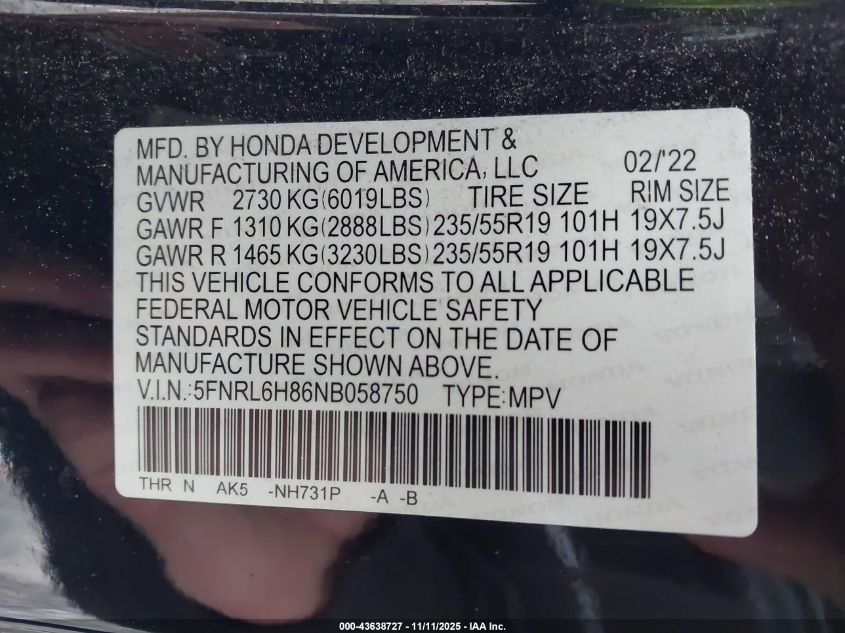 MFD. BY HONDA DEVELOPMENT &
MANUFACTURING OF AMERICA, LLC 02/'22
GVWR 2730 KG(6019LBS) TIRE SIZE RIM SIZE
GAWR F 1310 KG(2888LBS) 235/55R19 101H 19X7.5J
GAWR R 1465 KG(3230LBS) 235/55R19 101H 19X7.5J
THIS VEHICLE CONFORMS TO ALL APPLICABLE
FEDERAL MOTOR VEHICLE SAFETY
STANDARDS IN EFFECT ON THE DATE OF
MANUFACTURE SHOWN ABOVE.
V.I.N.:5FNRL6H86NB058750 TYPE:MPV
THR N AK5 -NH731P -A -B
000-43638727 - 11/11/2025 - IAA Inc.